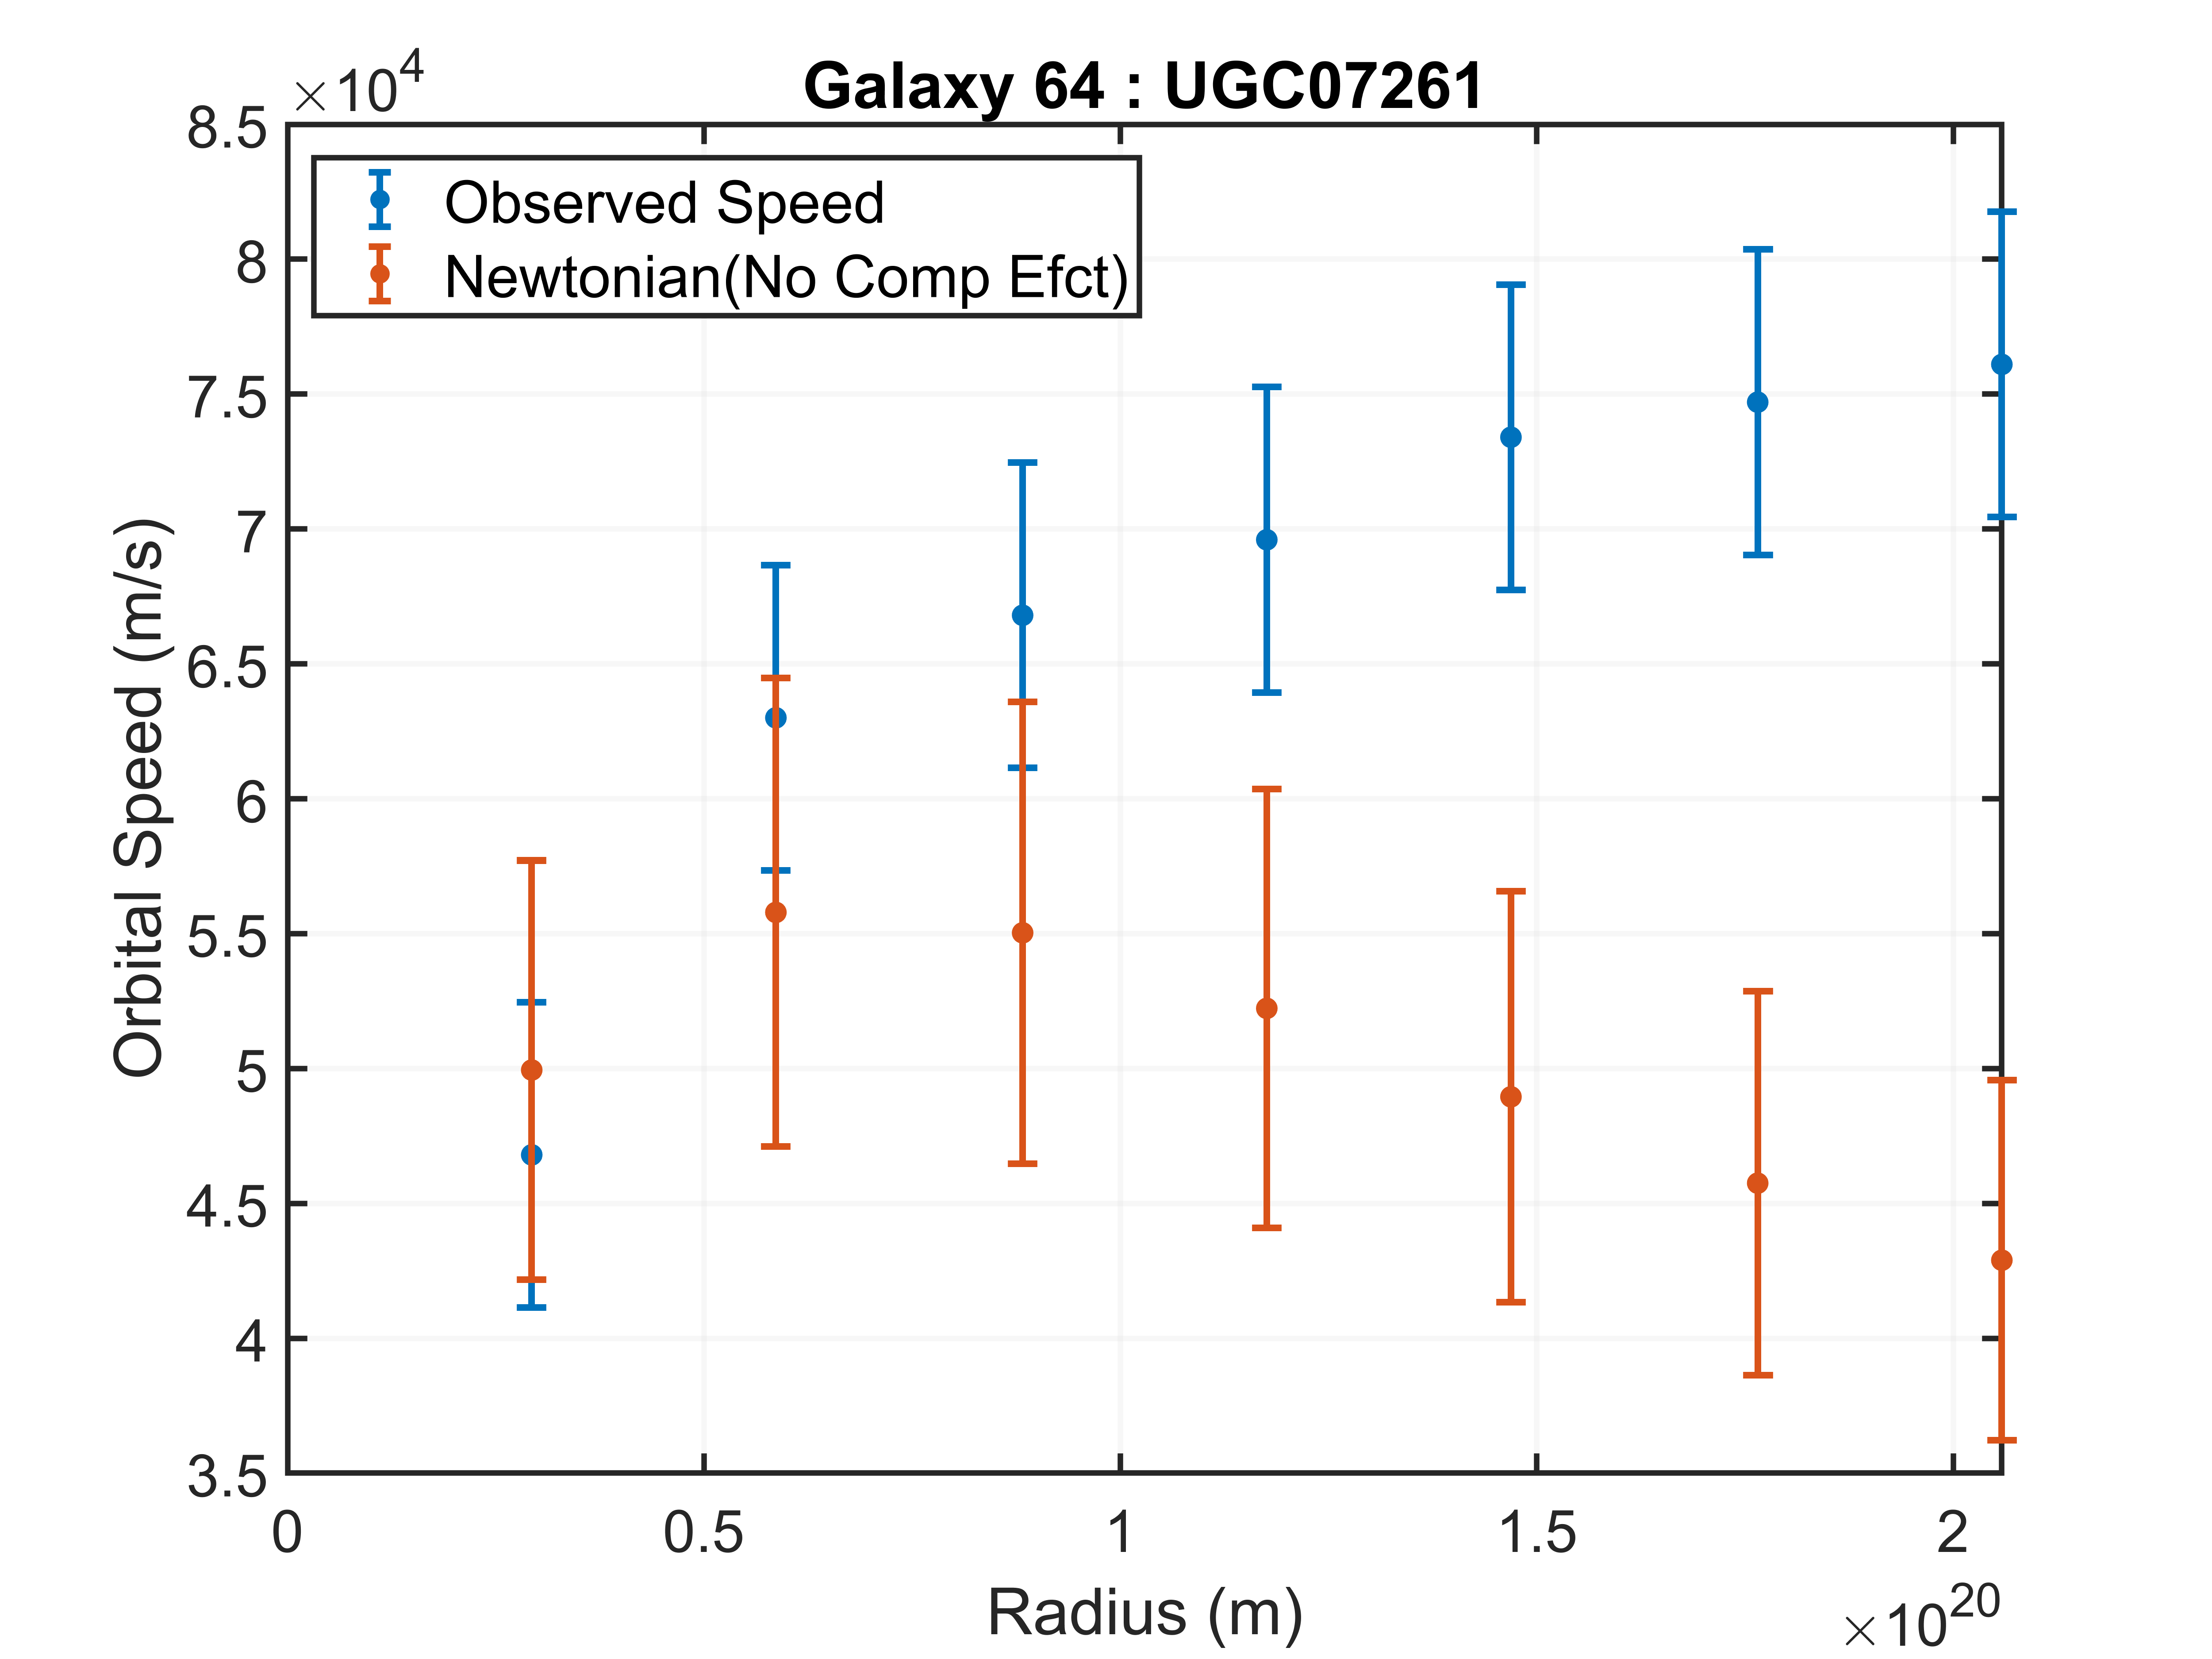 Galaxy 64 : UGC07261
×10⁴
Observed Speed
Newtonian(No Comp Efct)
8.5
8
7.5
7
6.5
6
5.5
5
4.5
4
3.5
Orbital Speed (m/s)
0 0.5 1 1.5 2
Radius (m)
×10²⁰